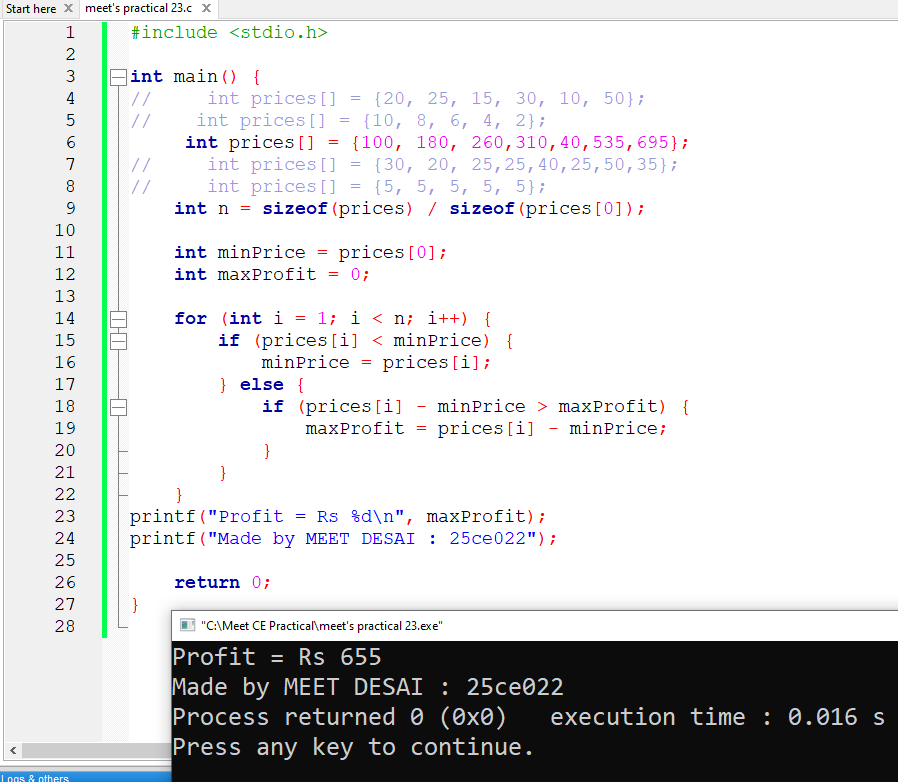 Start here
meet's practical 23.c
1 #include <stdio.h>
2
3 int main() {
4 //     int prices[] = {20, 25, 15, 30, 10, 50};
5 //    int prices[] = {10, 8, 6, 4, 2};
6      int prices[] = {100, 180, 260,310,40,535,695};
7 //     int prices[] = {30, 20, 25,25,40,25,50,35};
8 //     int prices[] = {5, 5, 5, 5, 5};
9     int n = sizeof(prices) / sizeof(prices[0]);
10
11     int minPrice = prices[0];
12     int maxProfit = 0;
13
14     for (int i = 1; i < n; i++) {
15         if (prices[i] < minPrice) {
16             minPrice = prices[i];
17         } else {
18             if (prices[i] - minPrice > maxProfit) {
19                 maxProfit = prices[i] - minPrice;
20             }
21         }
22     }
23 printf("Profit = Rs %d\n", maxProfit);
24 printf("Made by MEET DESAI : 25ce022");
25
26     return 0;
27 }
28
"C:\Meet CE Practical\meet's practical 23.exe"
Profit = Rs 655
Made by MEET DESAI : 25ce022
Process returned 0 (0x0)   execution time : 0.016 s
Press any key to continue.
Logs & others